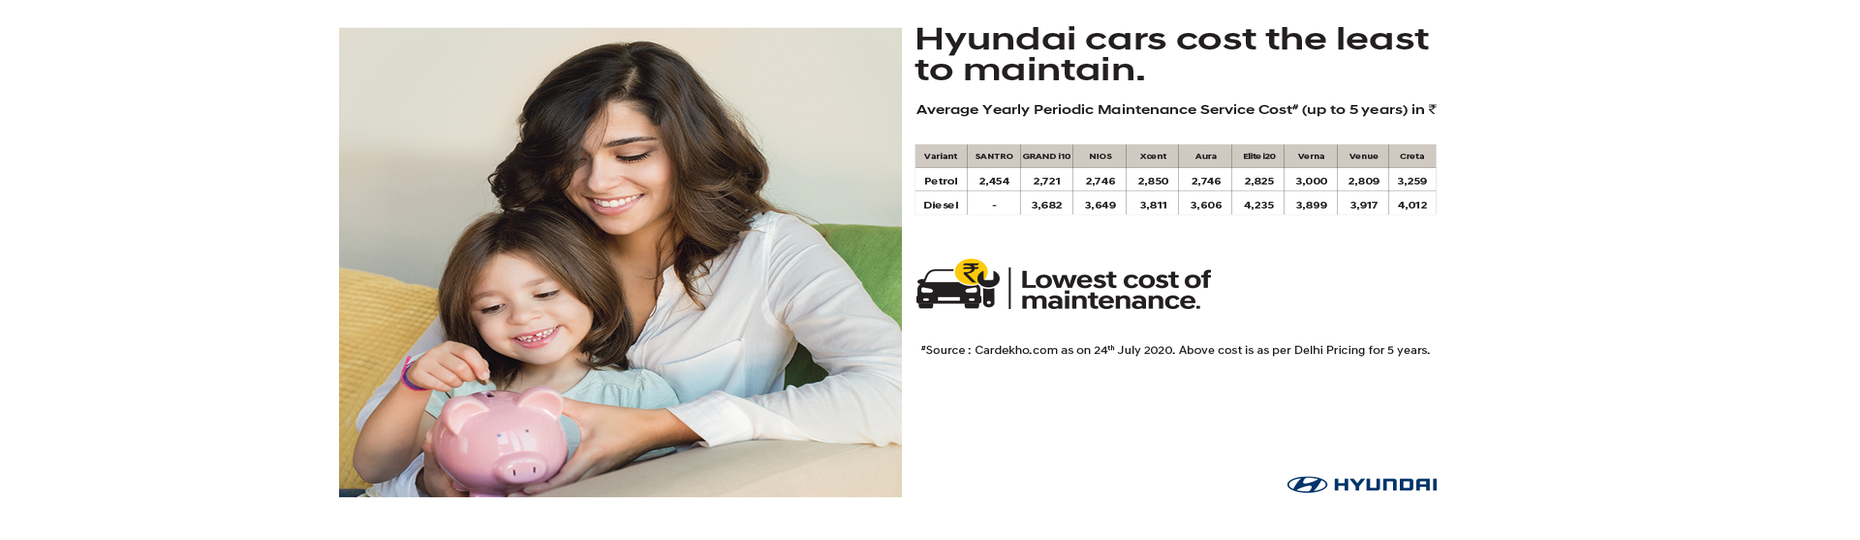 Hyundai cars cost the least
to maintain.
Average Yearly Periodic Maintenance Service Cost# (up to 5 years) in ₹
Variant SANTRO GRAND i10 NIOS Xcent Aura Elite i20 Verna Venue Creta
Petrol 2,454 2,721 2,746 2,850 2,746 2,825 3,000 2,809 3,259
Diesel - 3,682 3,649 3,811 3,606 4,235 3,899 3,917 4,012
₹
Lowest cost of
maintenance.
#Source : Cardekho.com as on 24th July 2020. Above cost is as per Delhi Pricing for 5 years.
HYUNDAI